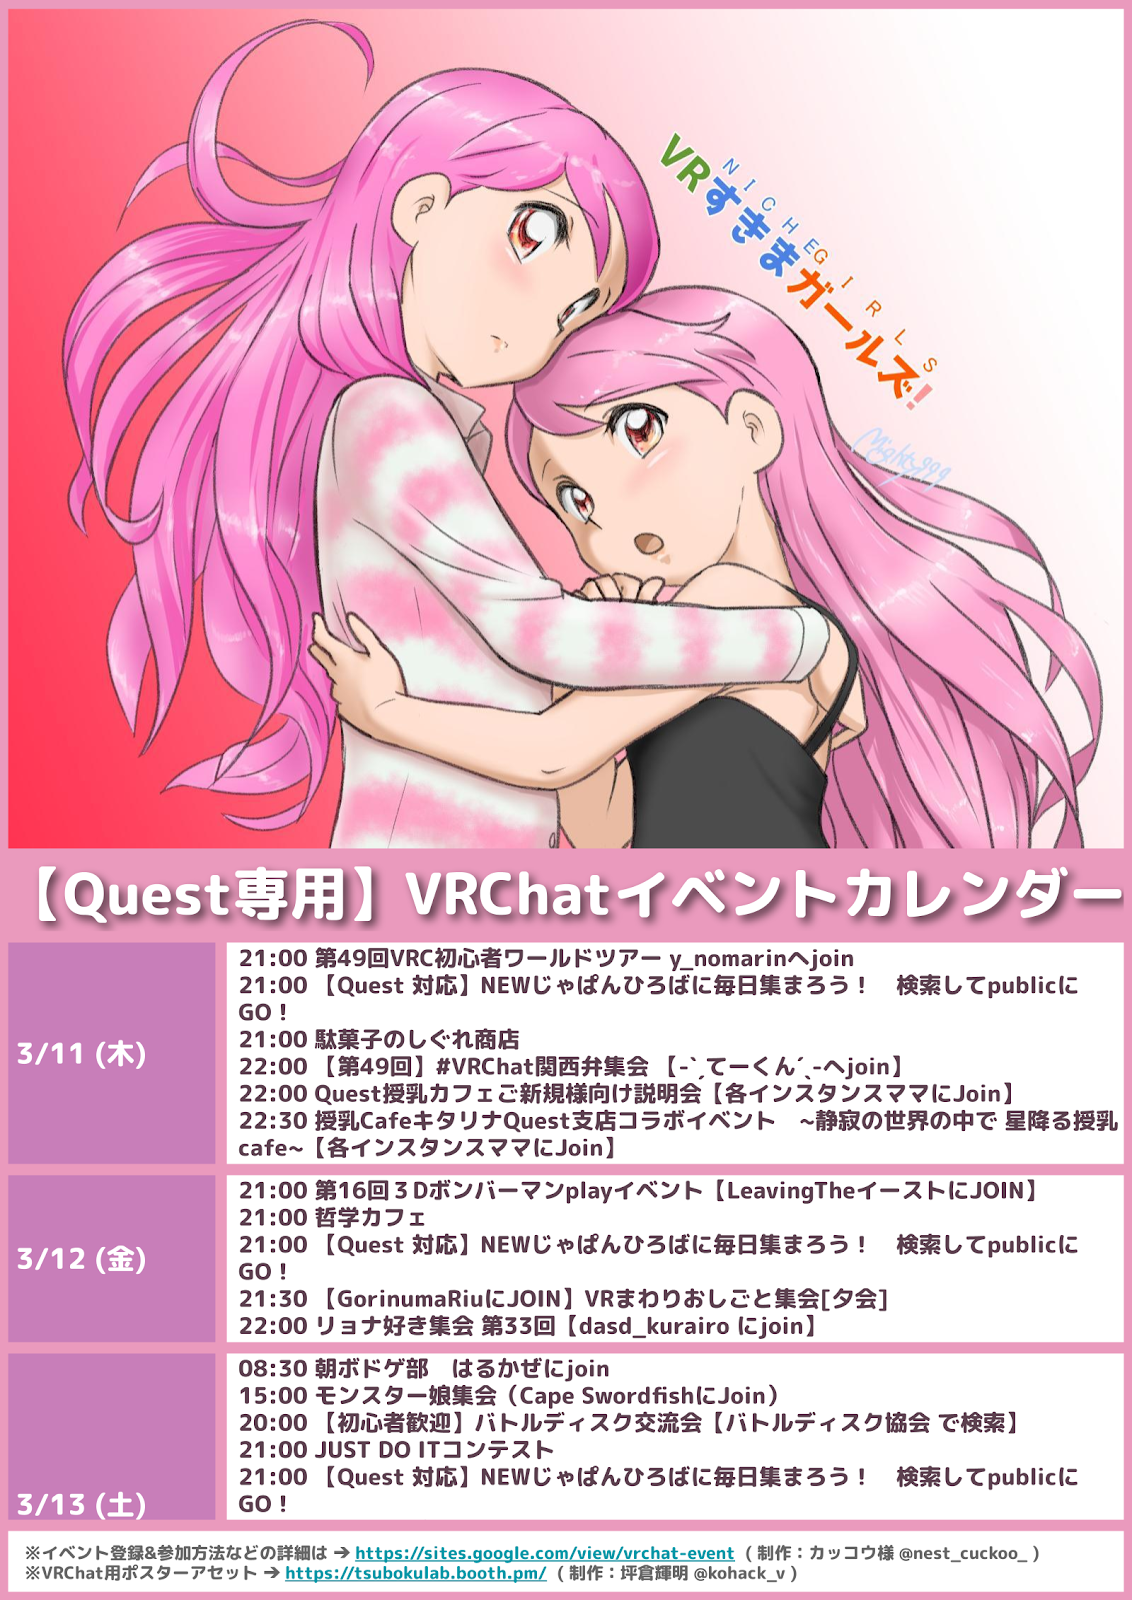 NICHEGIRLS
VRすきまガールズ!
Mighty999
【Quest専用】VRChatイベントカレンダー
3/11 (木)
21:00 第49回VRC初心者ワールドツアー y_nomarinへjoin
21:00 【Quest 対応】NEWじゃぱんひろばに毎日集まろう！　検索してpublicに
GO！
21:00 駄菓子のしぐれ商店
22:00 【第49回】#VRChat関西弁集会 【-ˋˏてーくんˊˎ-へjoin】
22:00 Quest授乳カフェご新規様向け説明会【各インスタンスママにJoin】
22:30 授乳CafeキタリナQuest支店コラボイベント　~静寂の世界の中で 星降る授乳
cafe~【各インスタンスママにJoin】
3/12 (金)
21:00 第16回３Dボンバーマンplayイベント【LeavingTheイーストにJOIN】
21:00 哲学カフェ
21:00 【Quest 対応】NEWじゃぱんひろばに毎日集まろう！　検索してpublicに
GO！
21:30 【GorinumaRiuにJOIN】VRまわりおしごと集会[夕会]
22:00 リョナ好き集会 第33回【dasd_kurairo にjoin】
3/13 (土)
08:30 朝ボドゲ部　はるかぜにjoin
15:00 モンスター娘集会（Cape SwordfishにJoin）
20:00 【初心者歓迎】バトルディスク交流会【バトルディスク協会 で検索】
21:00 JUST DO ITコンテスト
21:00 【Quest 対応】NEWじゃぱんひろばに毎日集まろう！　検索してpublicに
GO！
※イベント登録&参加方法などの詳細は → https://sites.google.com/view/vrchat-event ( 制作：カッコウ様 @nest_cuckoo_ )
※VRChat用ポスターアセット → https://tsubokulab.booth.pm/ ( 制作：坪倉輝明 @kohack_v )